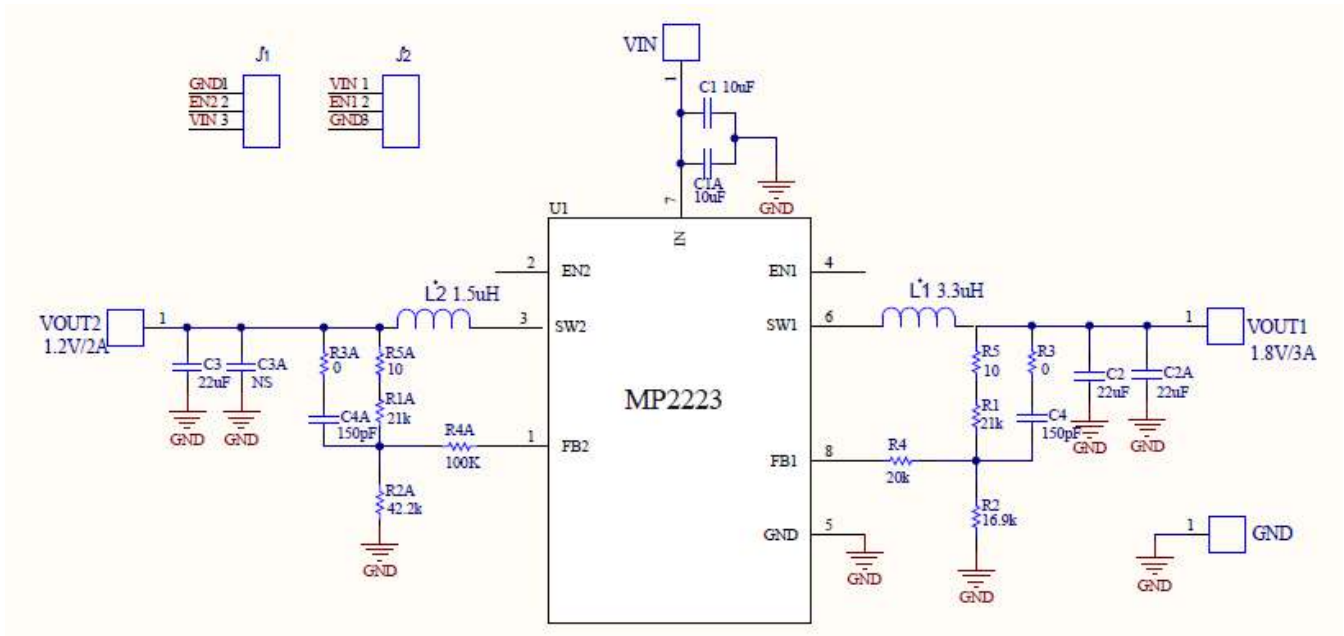 J1
GND1
EN2 2
VIN 3
J2
VIN 1
EN1 2
GND3
VIN
1
C1 10uF
C1A
10uF
GND
7
U1
IN
2
EN2
EN1
4
L2 1.5uH
3
SW2
SW1
6
L1 3.3uH
VOUT2
1.2V/2A
1
C3
22uF
GND
C3A
NS
GND
R3A
0
R5A
10
R1A
21k
C4A
150pF
R4A
100K
1
FB2
R2A
42.2k
GND
MP2223
1
VOUT1
1.8V/3A
R5
10
R3
0
R1
21k
C4
150pF
C2
22uF
GND
C2A
22uF
GND
FB1
8
R4
20k
R2
16.9k
GND
GND
5
GND
1
GND
GND